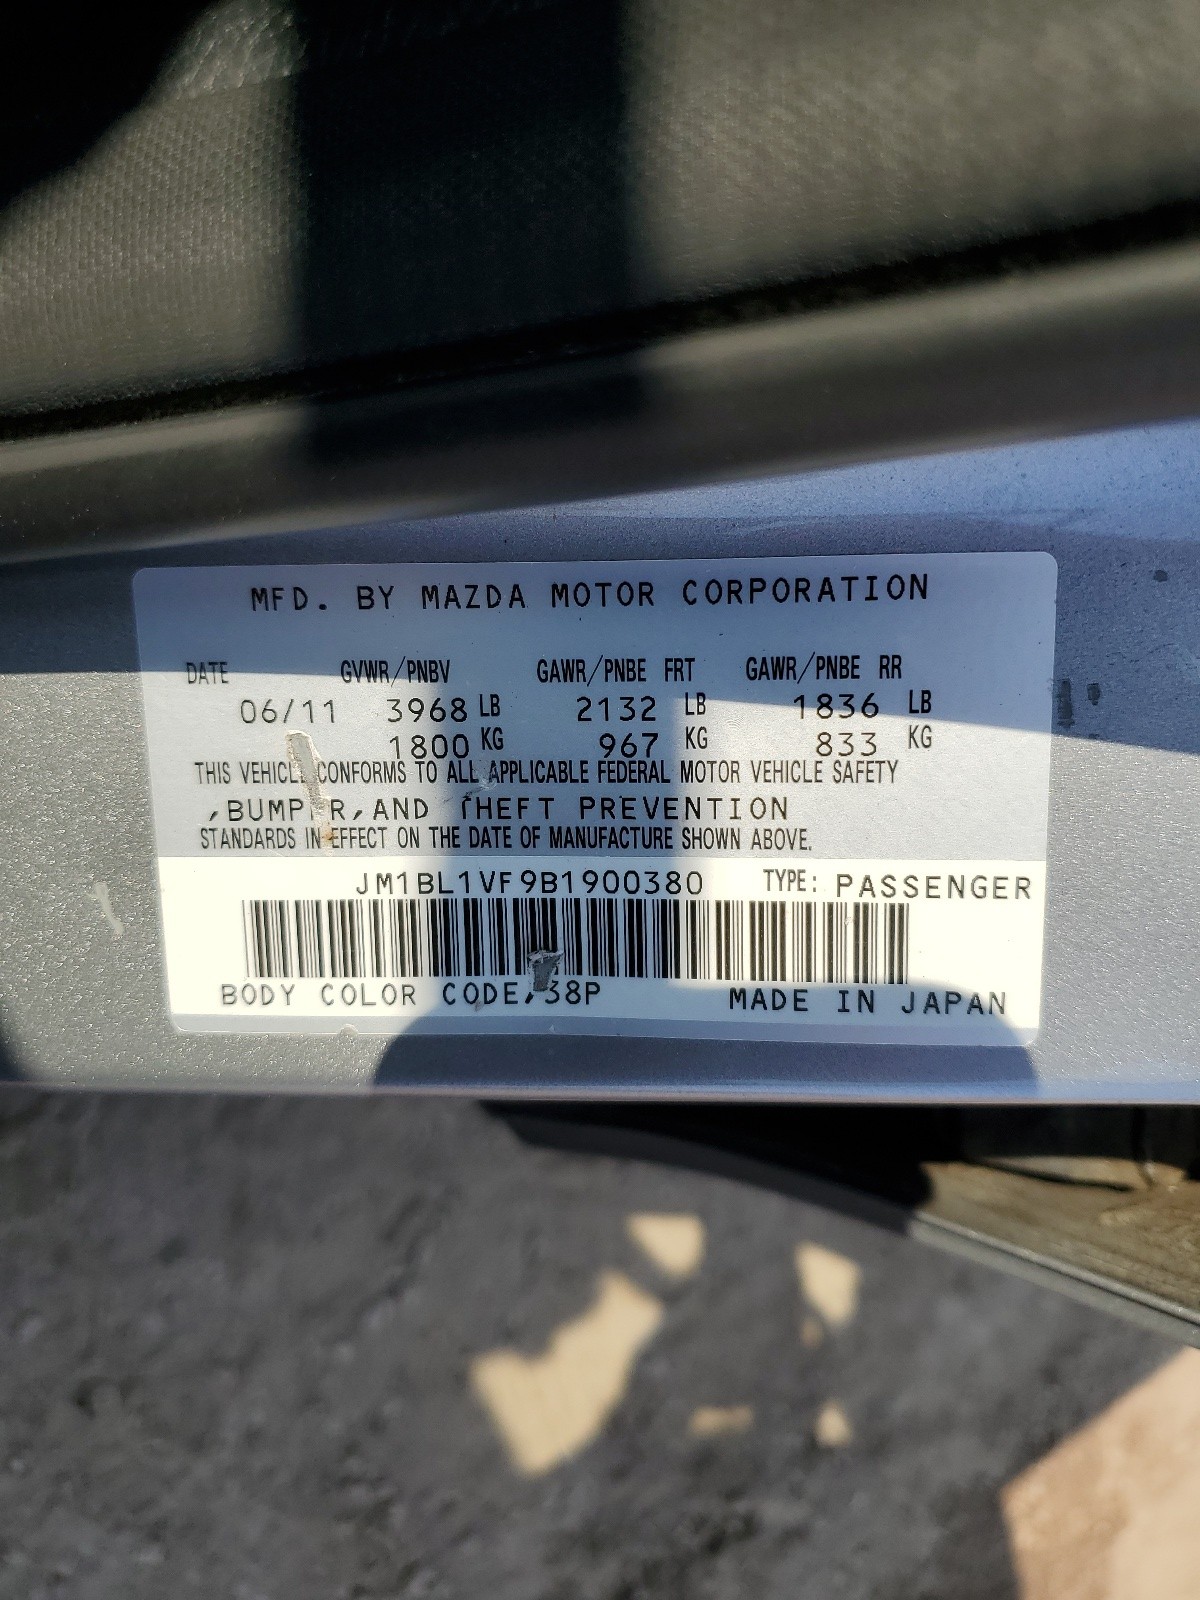 MFD. BY MAZDA MOTOR CORPORATION
DATE GVWR/PNBV GAWR/PNBE FRT GAWR/PNBE RR
06/11 3968 LB 2132 LB 1836 LB
1800 KG 967 KG 833 KG
THIS VEHICLE CONFORMS TO ALL APPLICABLE FEDERAL MOTOR VEHICLE SAFETY
,BUMPER,AND THEFT PREVENTION
STANDARDS IN EFFECT ON THE DATE OF MANUFACTURE SHOWN ABOVE.
JM1BL1VF9B1900380 TYPE: PASSENGER
BODY COLOR CODE,38P MADE IN JAPAN